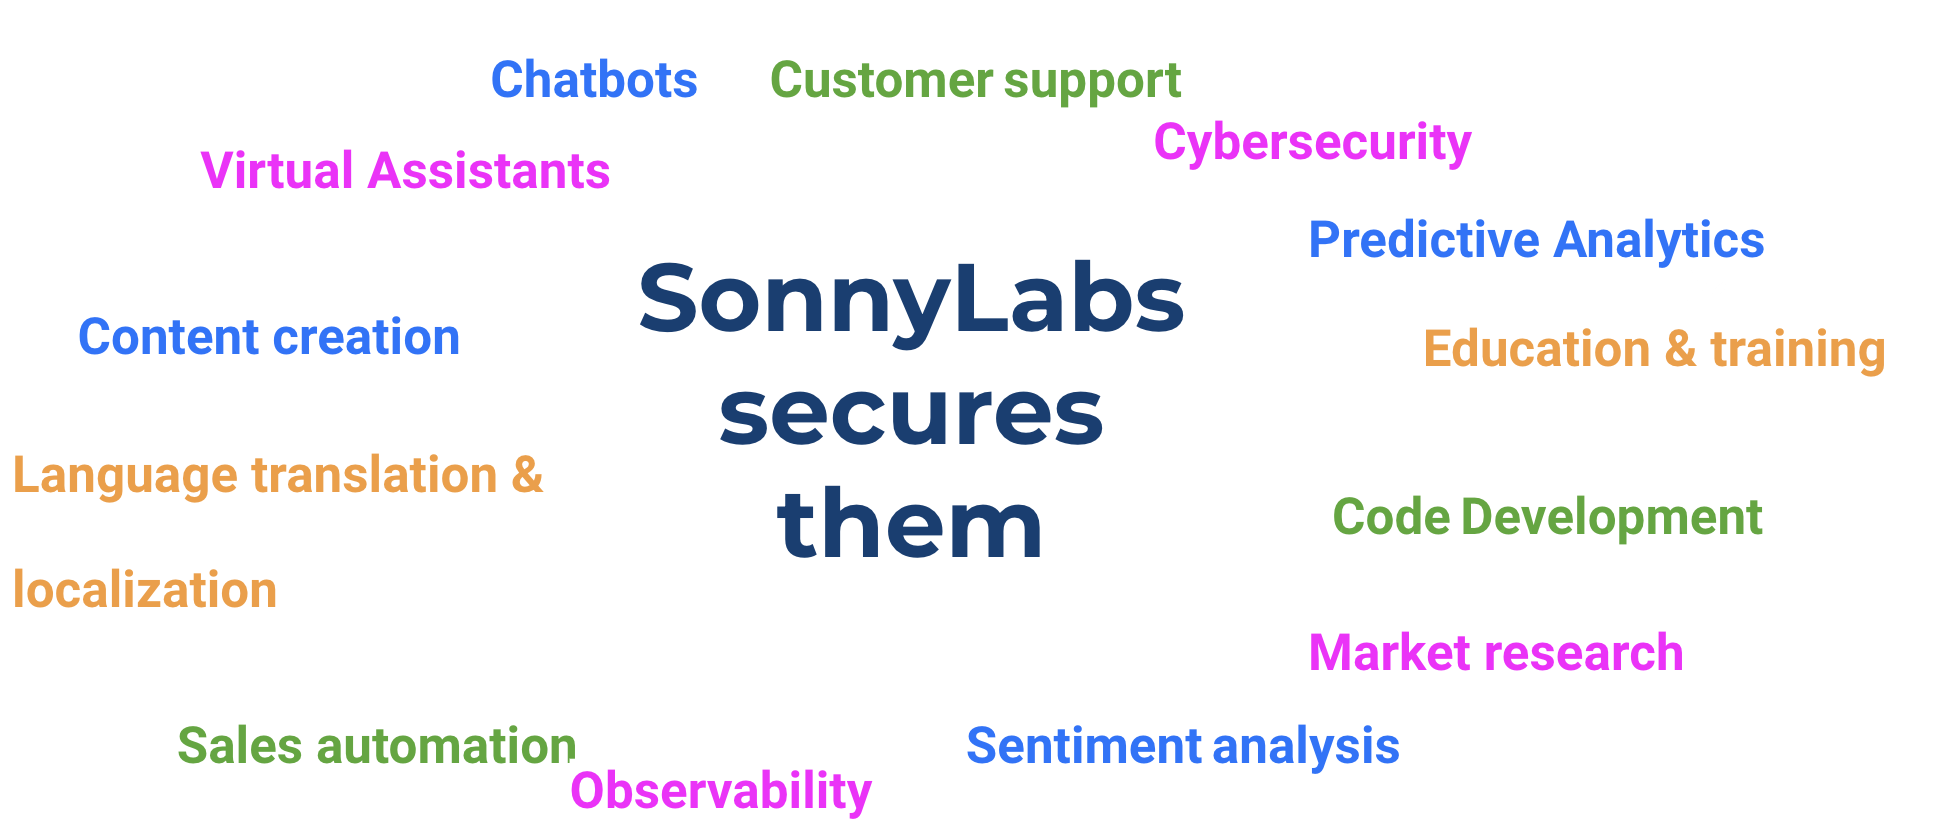 Chatbots
Customer support
Cybersecurity
Virtual Assistants
Predictive Analytics
SonnyLabs
secures
them
Content creation
Education & training
Language translation &
localization
Code Development
Market research
Sales automation
Sentiment analysis
Observability